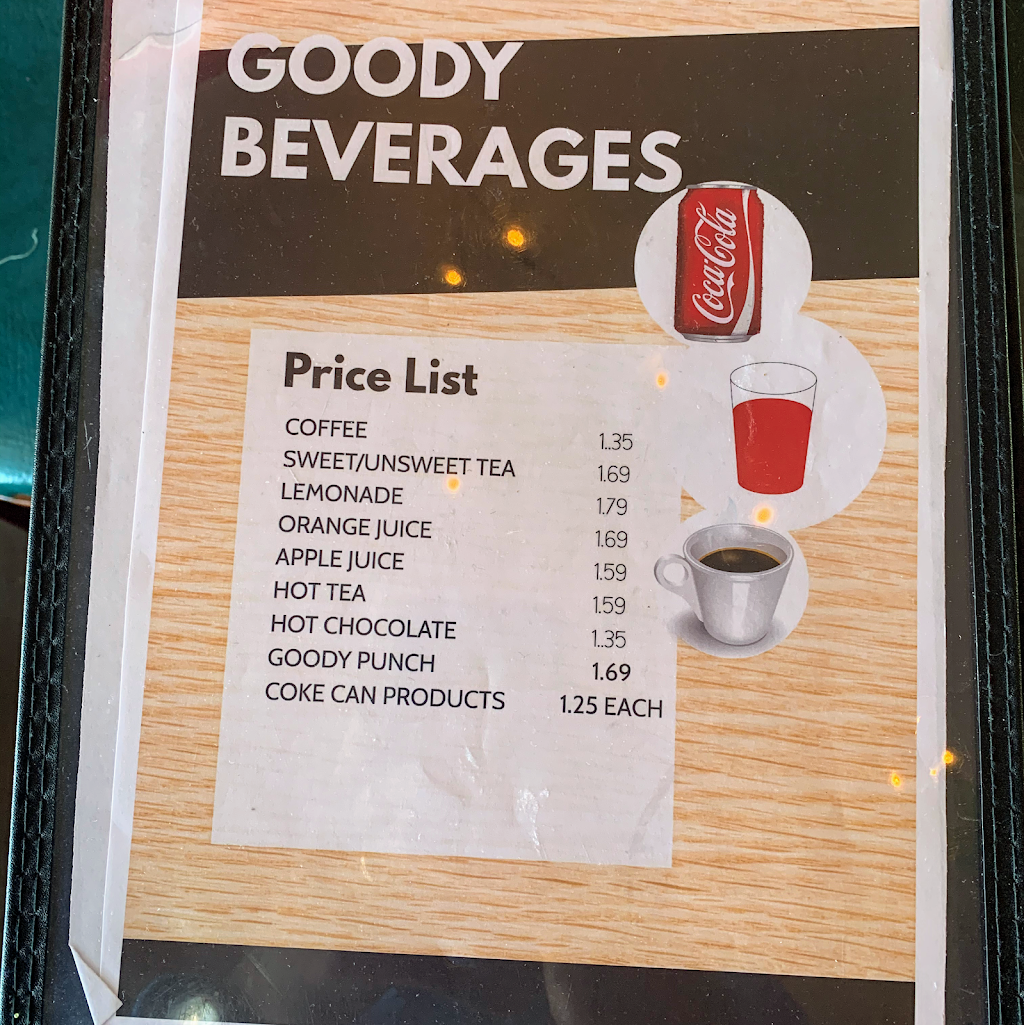 GOODY
BEVERAGES
Coca-Cola
Price List
COFFEE 1..35
SWEET/UNSWEET TEA 1.69
LEMONADE 1.79
ORANGE JUICE 1.69
APPLE JUICE 1.59
HOT TEA 1.59
HOT CHOCOLATE 1..35
GOODY PUNCH 1.69
COKE CAN PRODUCTS 1.25 EACH